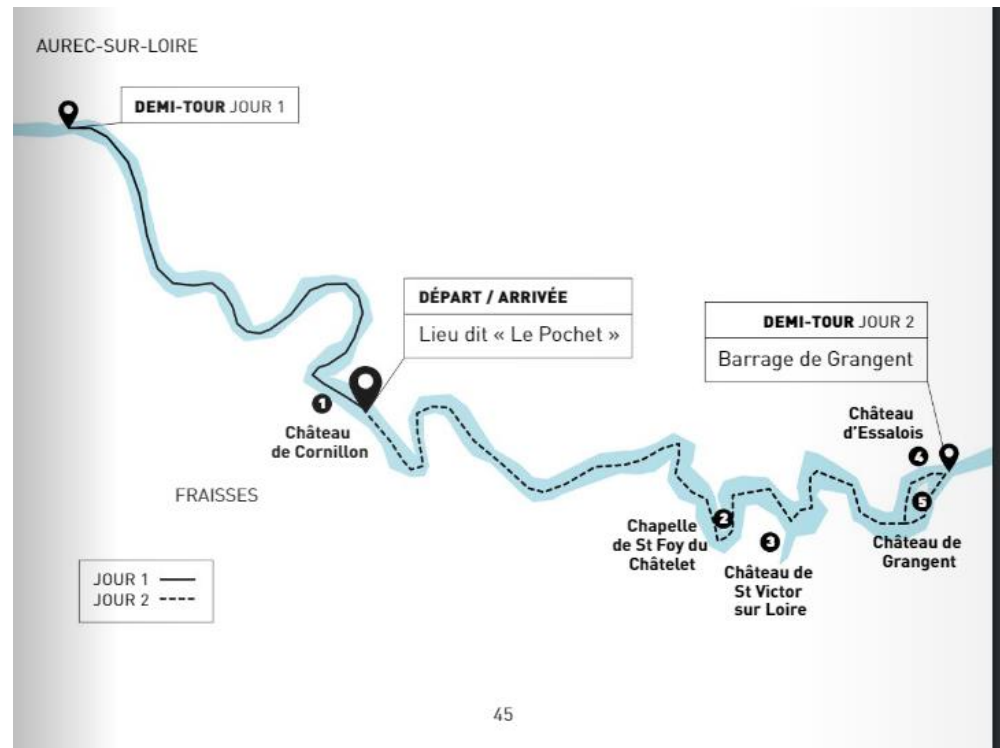 AUREC-SUR-LOIRE
DEMI-TOUR JOUR 1
DÉPART / ARRIVÉE
Lieu dit « Le Pochet »
DEMI-TOUR JOUR 2
Barrage de Grangent
1
Château
de Cornillon
Château
d'Essalois
4
5
Château de
Grangent
FRAISSES
2
Chapelle
de St Foy du
Châtelet
3
Château de
St Victor
sur Loire
JOUR 1
JOUR 2
45